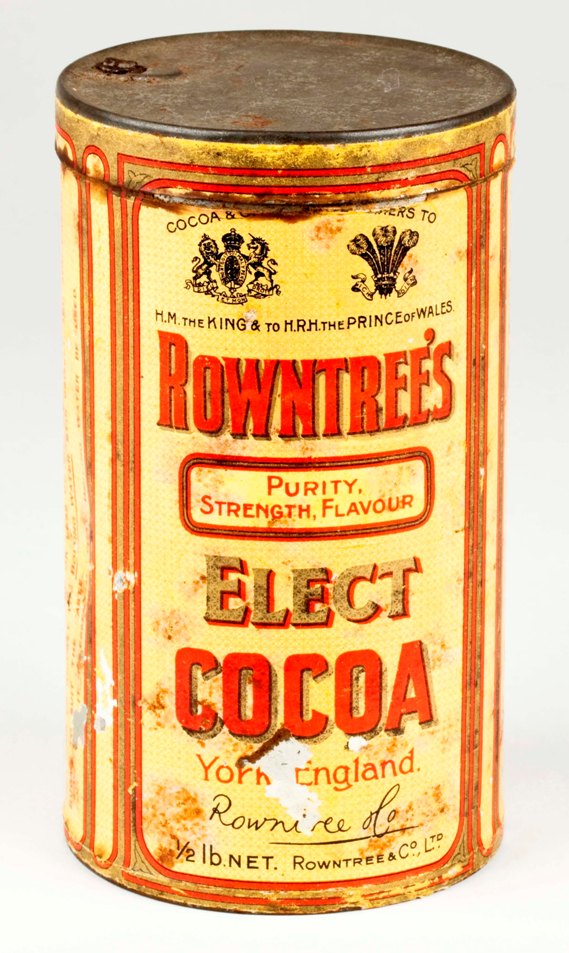 COCOA & TO
H.M. THE KING & TO H.R.H. THE PRINCE OF WALES.
ROWNTREE'S
PURITY,
STRENGTH, FLAVOUR
ELECT
COCOA
York England.
Rowntree & Co
½ lb. NET. ROWNTREE & Co., LTD